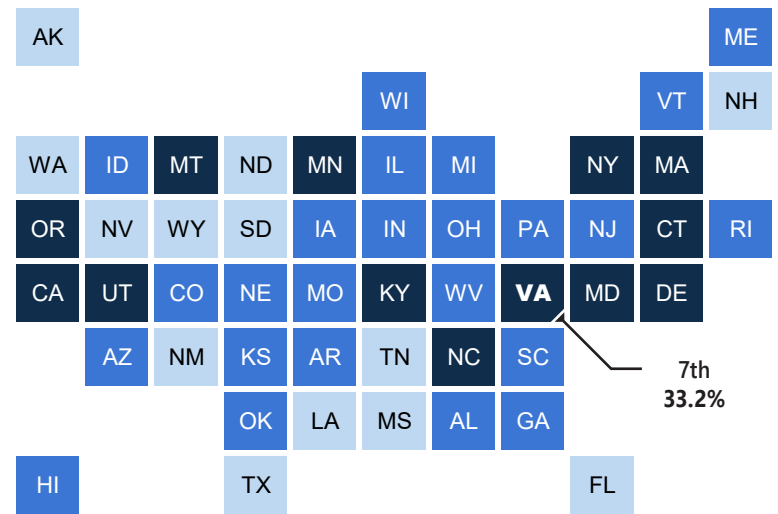 AK ME
WI VT NH
WA ID MT ND MN IL MI NY MA
OR NV WY SD IA IN OH PA NJ CT RI
CA UT CO NE MO KY WV VA MD DE
AZ NM KS AR TN NC SC
7th
33.2%
OK LA MS AL GA
HI TX FL